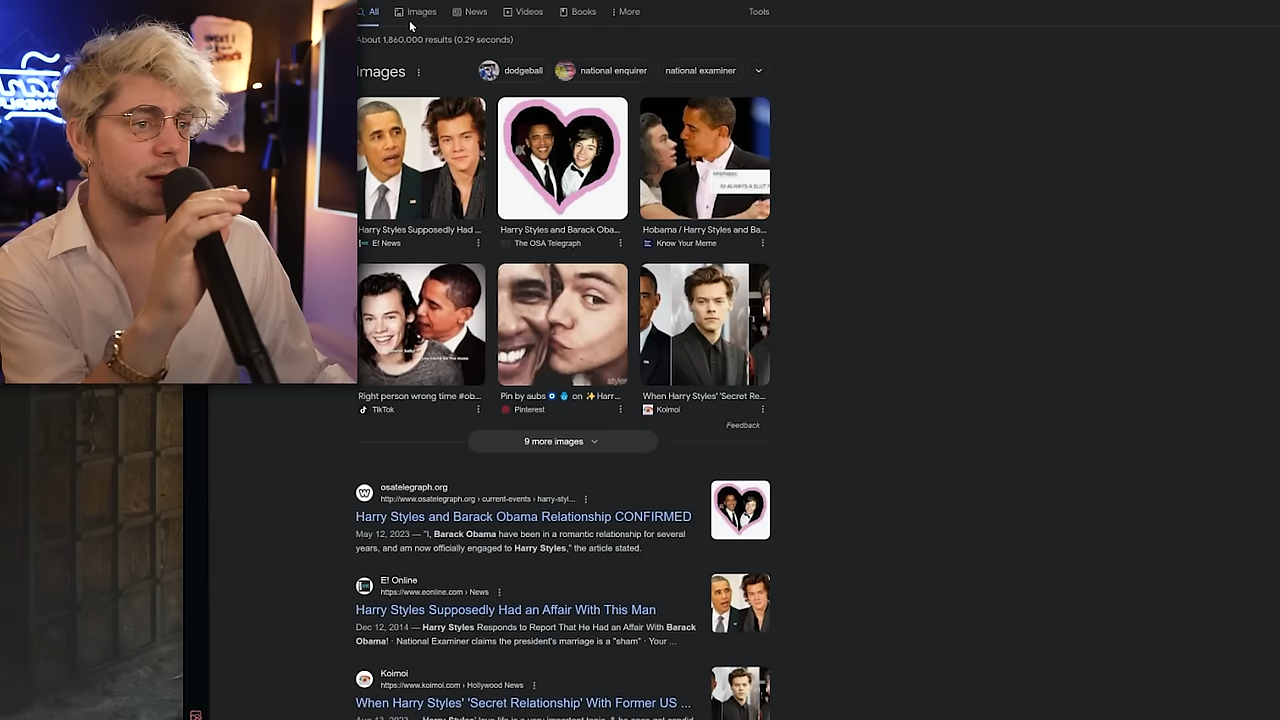 All Images News Videos Books More Tools
About 1,860,000 results (0.29 seconds)
Images
dodgeball national enquirer national examiner
Harry Styles Supposedly Had ...
E! News
Harry Styles and Barack Oba...
The OSA Telegraph
Hobama / Harry Styles and Ba...
Know Your Meme
Right person wrong time #ob...
TikTok
Pin by aubs on ✨ Harr...
Pinterest
When Harry Styles' 'Secret Re...
Koimoi
Feedback
9 more images
osatelegraph.org
http://www.osatelegraph.org › current-events › harry-styl...
Harry Styles and Barack Obama Relationship CONFIRMED
May 12, 2023 — "I, Barack Obama have been in a romantic relationship for several
years, and am now officially engaged to Harry Styles," the article stated.
E! Online
https://www.eonline.com › News
Harry Styles Supposedly Had an Affair With This Man
Dec 12, 2014 — Harry Styles Responds to Report That He Had an Affair With Barack
Obama! · National Examiner claims the president's marriage is a "sham" · Your ...
Koimoi
https://www.koimoi.com › Hollywood News
When Harry Styles' 'Secret Relationship' With Former US ...